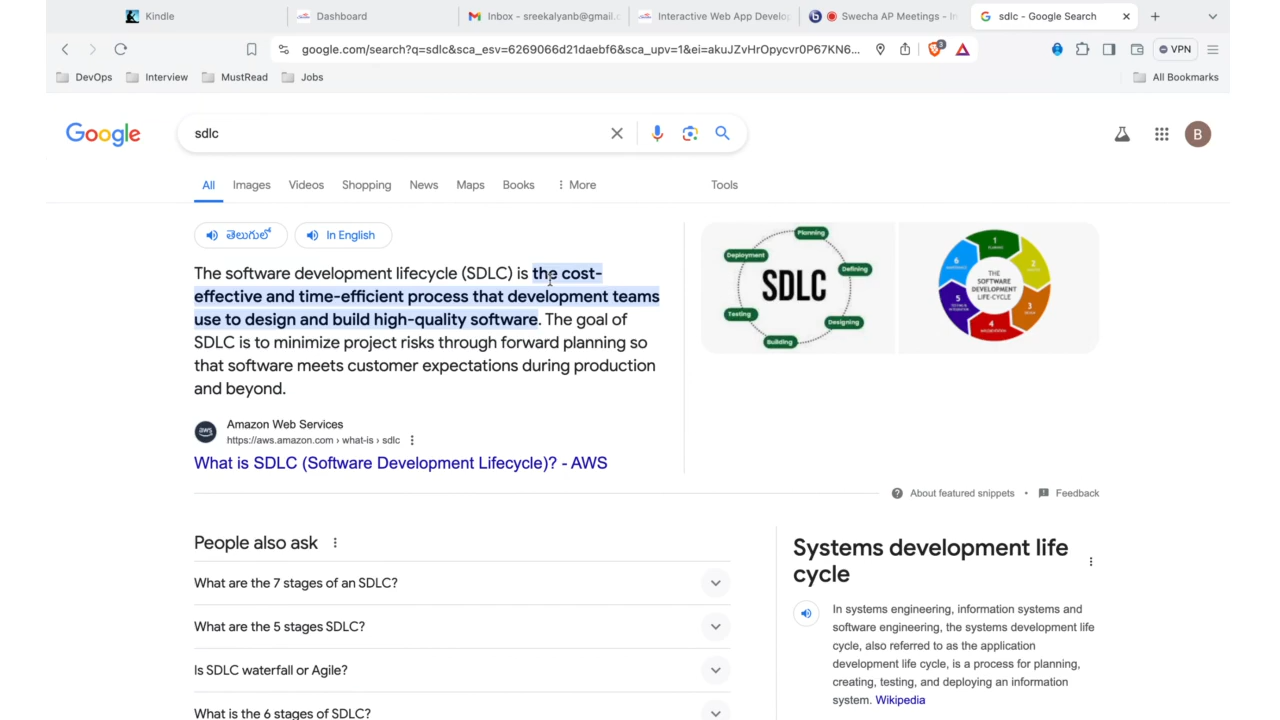 Kindle
Dashboard
Inbox - sreekalyanb@gmail.c
Interactive Web App Develop
Swecha AP Meetings - In
sdlc - Google Search
google.com/search?q=sdlc&sca_esv=6269066d21daebf6&sca_upv=1&ei=akuJZvHrOpycvr0P67KN6...
3
VPN
DevOps
Interview
MustRead
Jobs
All Bookmarks
Google
sdlc
B
All
Images
Videos
Shopping
News
Maps
Books
More
Tools
తెలుగులో
In English
The software development lifecycle (SDLC) is the cost-
effective and time-efficient process that development teams
use to design and build high-quality software. The goal of
SDLC is to minimize project risks through forward planning so
that software meets customer expectations during production
and beyond.
aws
Amazon Web Services
https://aws.amazon.com › what-is › sdlc
What is SDLC (Software Development Lifecycle)? - AWS
Planning
Deployment
Defining
SDLC
Testing
Designing
Building
1
2
3
4
5
6
THE
SOFTWARE
DEVELOPMENT
LIFE-CYCLE
About featured snippets
•
Feedback
People also ask
What are the 7 stages of an SDLC?
What are the 5 stages SDLC?
Is SDLC waterfall or Agile?
What is the 6 stages of SDLC?
Systems development life
cycle
In systems engineering, information systems and
software engineering, the systems development life
cycle, also referred to as the application
development life cycle, is a process for planning,
creating, testing, and deploying an information
system. Wikipedia